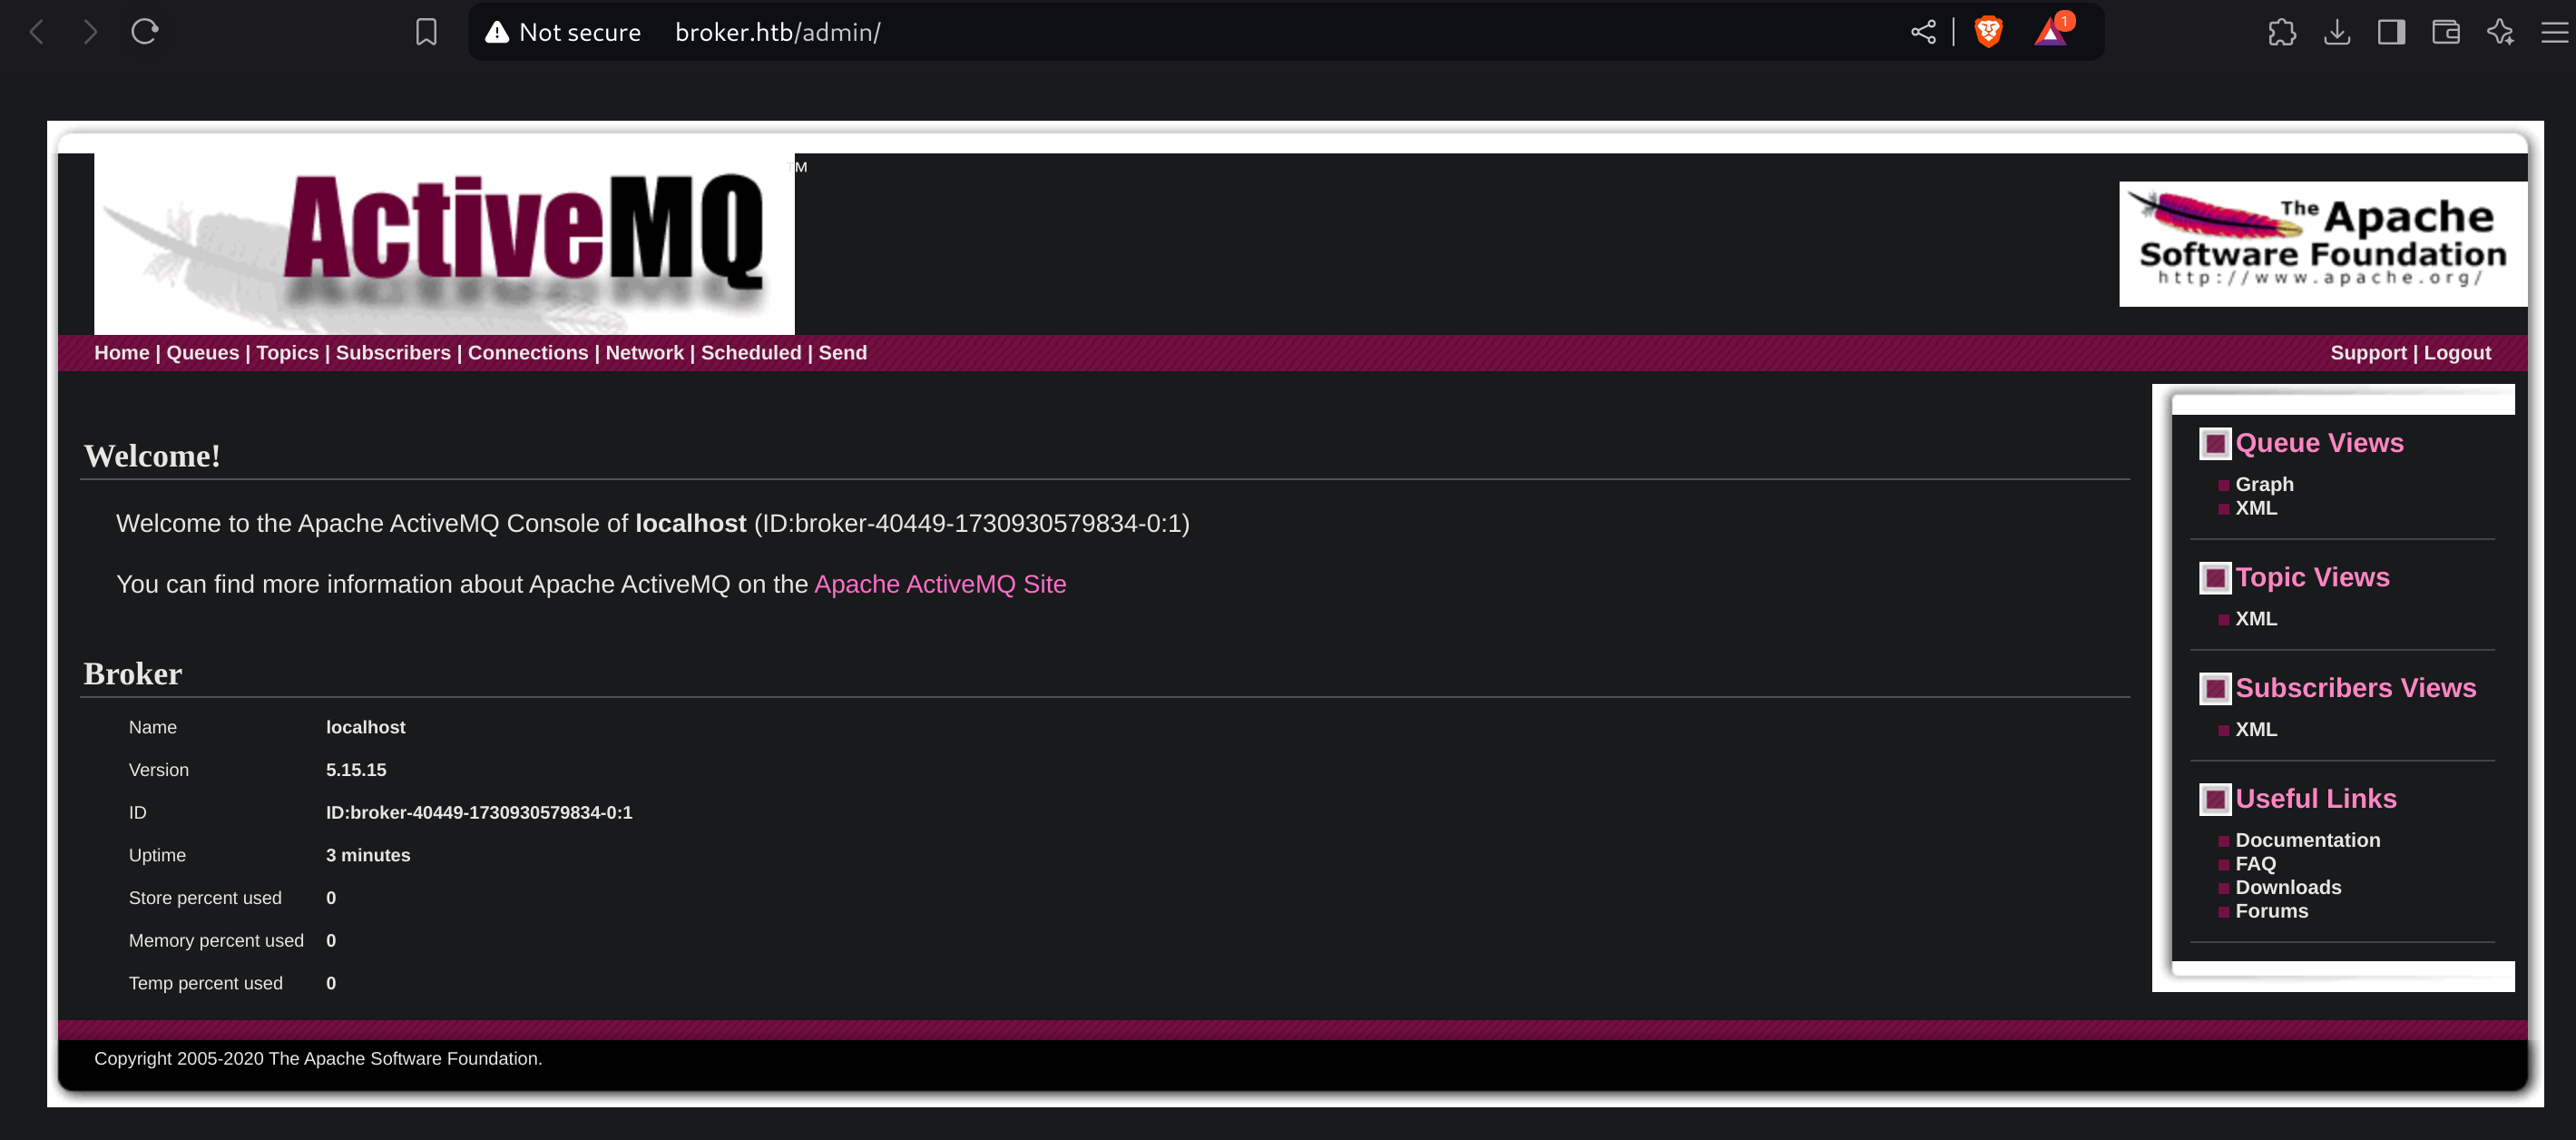 Not secure broker.htb/admin/
1
ActiveMQ
™
The Apache
Software Foundation
http://www.apache.org/
Home | Queues | Topics | Subscribers | Connections | Network | Scheduled | Send
Support | Logout
Welcome!
Welcome to the Apache ActiveMQ Console of localhost (ID:broker-40449-1730930579834-0:1)
You can find more information about Apache ActiveMQ on the Apache ActiveMQ Site
Broker
Name localhost
Version 5.15.15
ID ID:broker-40449-1730930579834-0:1
Uptime 3 minutes
Store percent used 0
Memory percent used 0
Temp percent used 0
Queue Views
Graph
XML
Topic Views
XML
Subscribers Views
XML
Useful Links
Documentation
FAQ
Downloads
Forums
Copyright 2005-2020 The Apache Software Foundation.